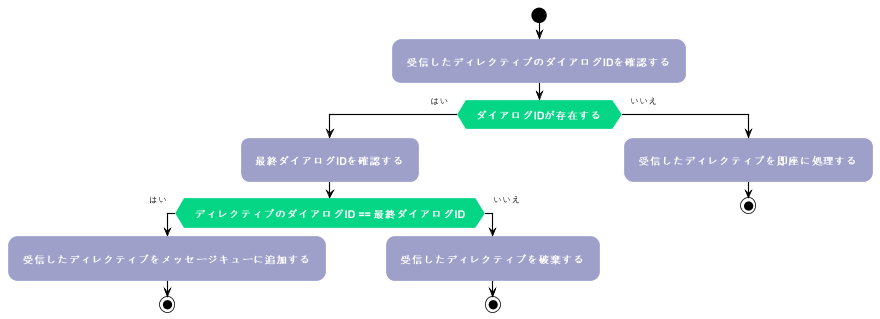 受信したディレクティブのダイアログIDを確認する
はい
ダイアログIDが存在する
いいえ
最終ダイアログIDを確認する
受信したディレクティブを即座に処理する
はい
ディレクティブのダイアログID == 最終ダイアログID
いいえ
受信したディレクティブをメッセージキューに追加する
受信したディレクティブを破棄する